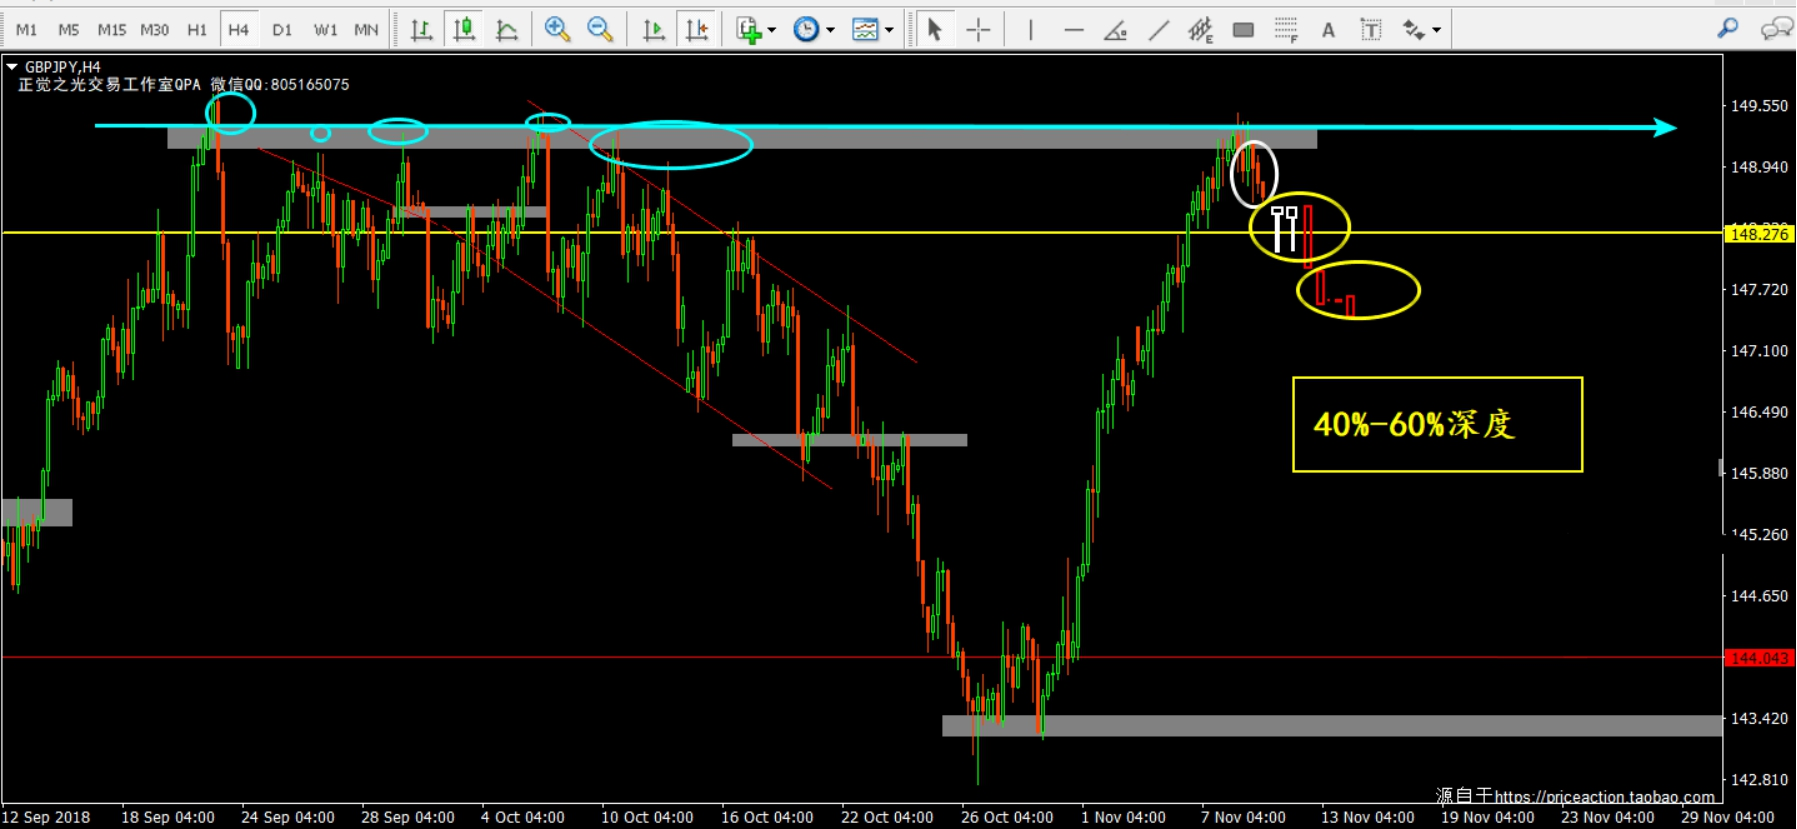 M1 M5 M15 M30 H1 H4 D1 W1 MN E F A T
GBPJPY,H4
正觉之光交易工作室QPA 微信QQ:805165075
149.550
148.940
148.276
147.720
147.100
146.490
40%-60%深度
145.880
145.260
144.650
144.043
143.420
142.810
源自于https://priceaction.taobao.com
12 Sep 2018 18 Sep 04:00 24 Sep 04:00 28 Sep 04:00 4 Oct 04:00 10 Oct 04:00 16 Oct 04:00 22 Oct 04:00 26 Oct 04:00 1 Nov 04:00 7 Nov 04:00 13 Nov 04:00 19 Nov 04:00 23 Nov 04:00 29 Nov 04:00